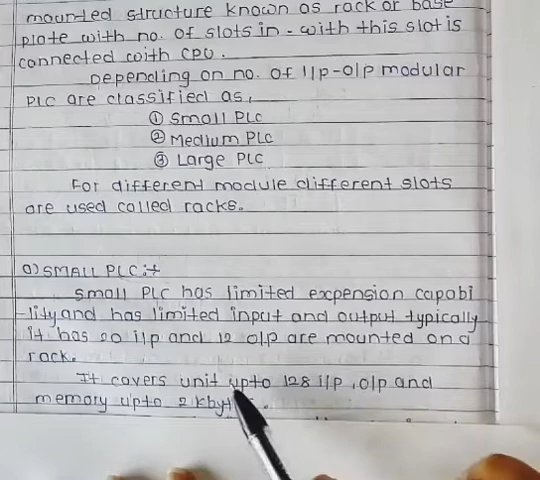 mounted structure known as rack or base
plate with no. of slots in - with this slot is
connected with CPU.
Depending on no. of I/p-o/p modular
PLC are classified as,
① Small PLC
② Medium PLC
③ Large PLC
For different module different slots
are used called racks.
a) SMALL PLC :+
Small PLC has limited expension capabi
-lity and has limited input and output typically
it has 20 i/p and 12 o/p are mounted on a
rack.
It covers unit upto 128 i/p, o/p and
memory upto 2 kbyt